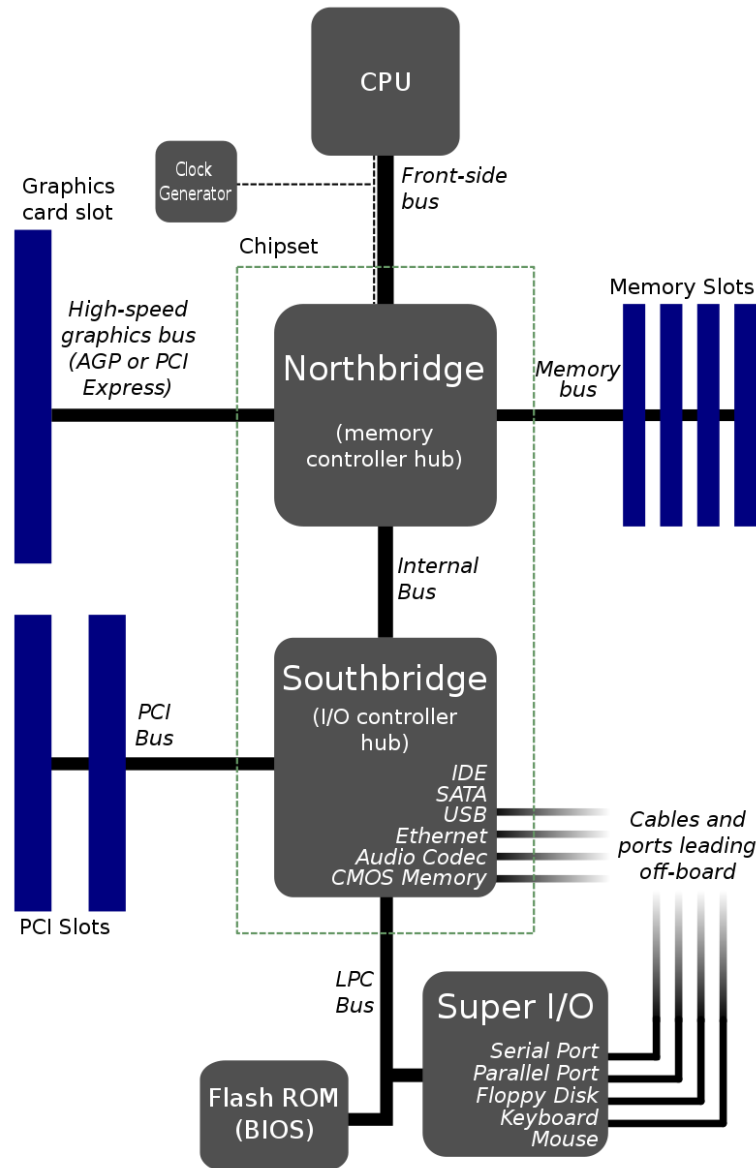 CPU
Clock
Generator
Front-side
bus
Graphics
card slot
Chipset
High-speed
graphics bus
(AGP or PCI
Express)
Northbridge
(memory
controller hub)
Memory
bus
Memory Slots
Internal
Bus
Southbridge
(I/O controller
hub)
IDE
SATA
USB
Ethernet
Audio Codec
CMOS Memory
PCI
Bus
PCI Slots
Cables and
ports leading
off-board
LPC
Bus
Super I/O
Serial Port
Parallel Port
Floppy Disk
Keyboard
Mouse
Flash ROM
(BIOS)